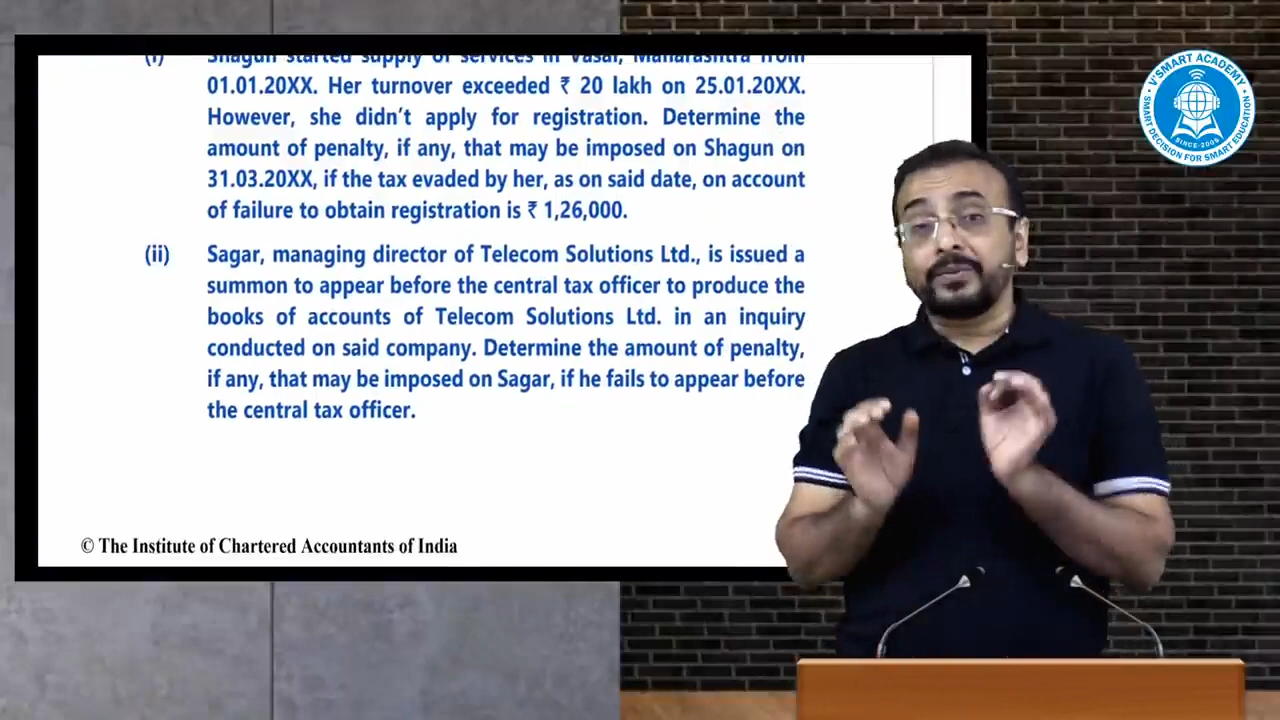 (i) Shagun started supply of services in Vasai, Maharashtra from
01.01.20XX. Her turnover exceeded ₹ 20 lakh on 25.01.20XX.
However, she didn’t apply for registration. Determine the
amount of penalty, if any, that may be imposed on Shagun on
31.03.20XX, if the tax evaded by her, as on said date, on account
of failure to obtain registration is ₹ 1,26,000.
(ii) Sagar, managing director of Telecom Solutions Ltd., is issued a
summon to appear before the central tax officer to produce the
books of accounts of Telecom Solutions Ltd. in an inquiry
conducted on said company. Determine the amount of penalty,
if any, that may be imposed on Sagar, if he fails to appear before
the central tax officer.
© The Institute of Chartered Accountants of India
V'SMART ACADEMY
SMART DECISION FOR SMART EDUCATION
SINCE-2005